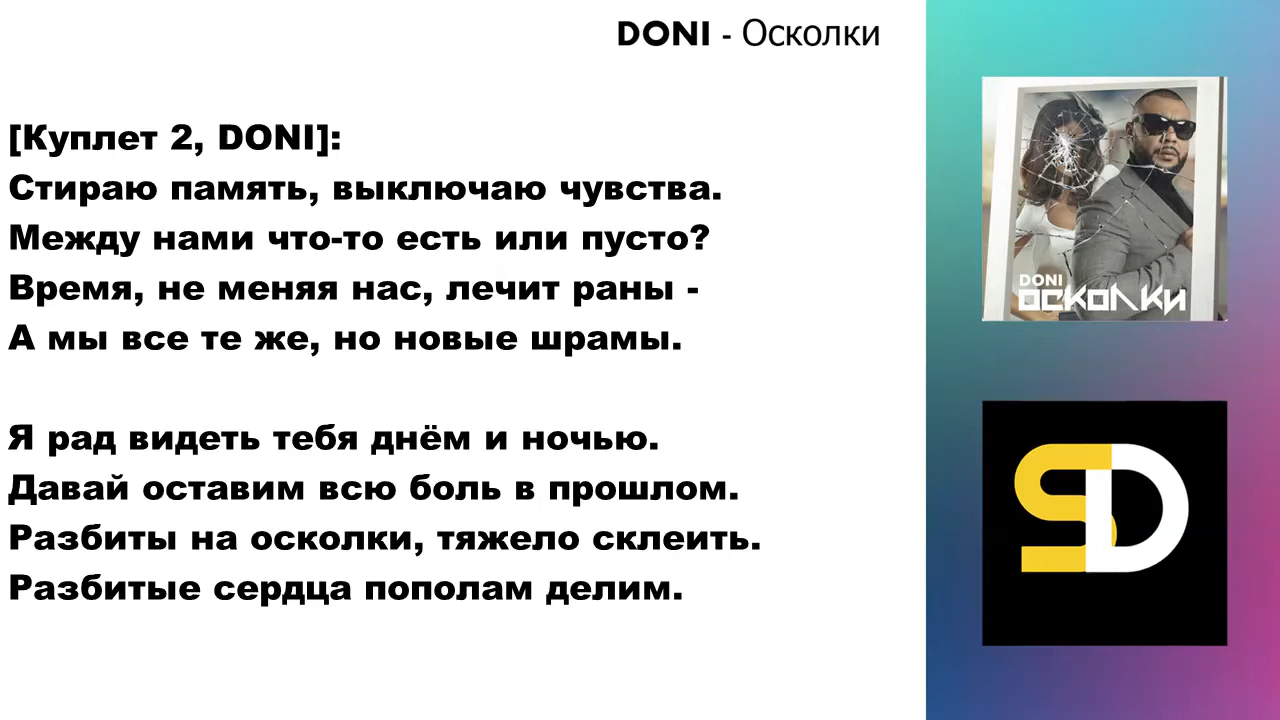 DONI - Осколки
[Куплет 2, DONI]:
Стираю память, выключаю чувства.
Между нами что-то есть или пусто?
Время, не меняя нас, лечит раны -
А мы все те же, но новые шрамы.
Я рад видеть тебя днём и ночью.
Давай оставим всю боль в прошлом.
Разбиты на осколки, тяжело склеить.
Разбитые сердца пополам делим.
DONI
ОСКОЛКИ
SD